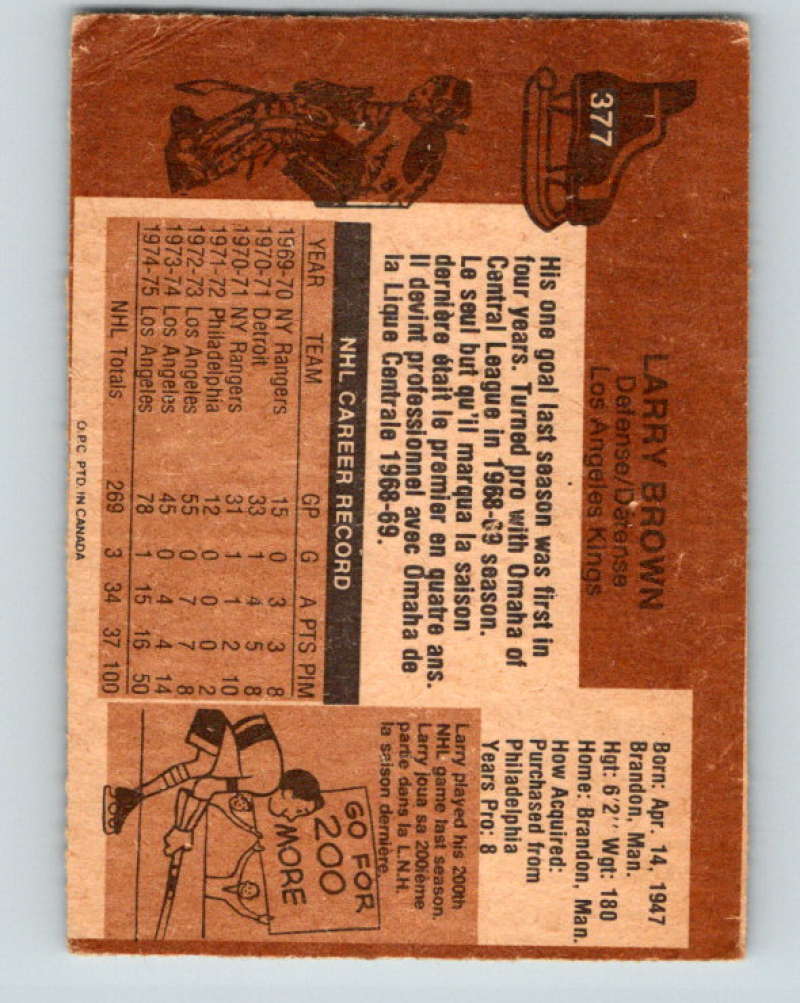 377
LARRY BROWN
Defense/Défense
Los Angeles Kings
His one goal last season was first in
four years. Turned pro with Omaha of
Central League in 1968-69 season.
Le seul but qu'il marqua la saison
dernière était le premier en quatre ans.
Il devint professionnel avec Omaha de
la Lique Centrale 1968-69.
Born: Apr. 14, 1947
Brandon, Man.
Hgt: 6'2" Wgt: 180
Home: Brandon, Man.
How Acquired:
Purchased from
Philadelphia
Years Pro: 8
NHL CAREER RECORD
YEAR TEAM GP G A PTS PIM
1969-70 NY Rangers 15 0 3 3 8
1970-71 Detroit 33 1 4 5 8
1970-71 NY Rangers 31 1 1 2 10
1971-72 Philadelphia 12 0 0 0 2
1972-73 Los Angeles 55 0 7 7 8
1973-74 Los Angeles 45 0 4 4 14
1974-75 Los Angeles 78 1 15 16 50
NHL Totals 269 3 34 37 100
Larry played his 200th
NHL game last season.
Larry joua sa 200ième
partie dans la L.N.H.
la saison dernière.
GO FOR
200
MORE
O.P.C. PTD. IN CANADA